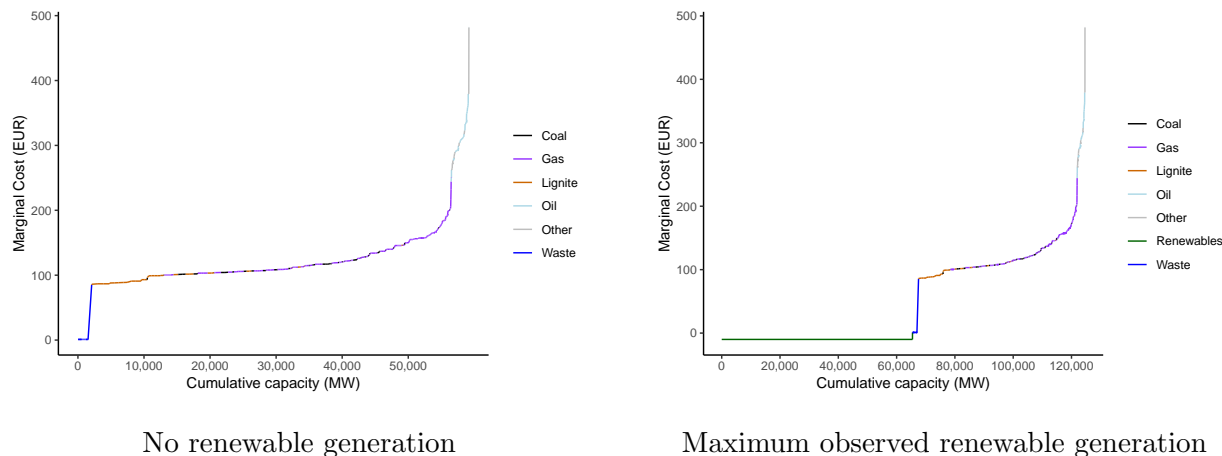 500
400
300
200
100
0
Marginal Cost (EUR)
0
10,000
20,000
30,000
40,000
50,000
Cumulative capacity (MW)
Coal
Gas
Lignite
Oil
Other
Waste
No renewable generation
500
400
300
200
100
0
Marginal Cost (EUR)
0
20,000
40,000
60,000
80,000
100,000
120,000
Cumulative capacity (MW)
Coal
Gas
Lignite
Oil
Other
Renewables
Waste
Maximum observed renewable generation